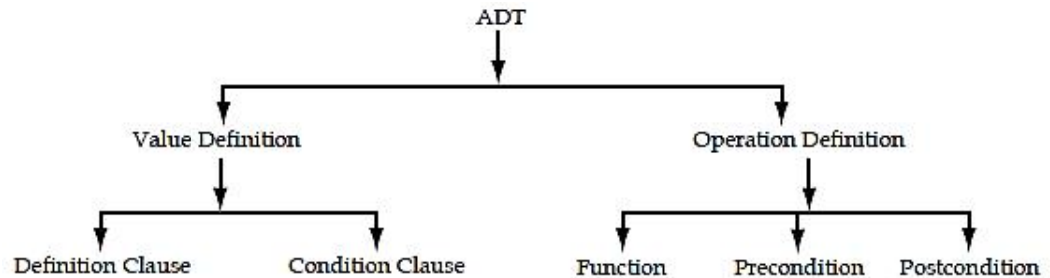 ADT
Value Definition
Operation Definition
Definition Clause
Condition Clause
Function
Precondition
Postcondition